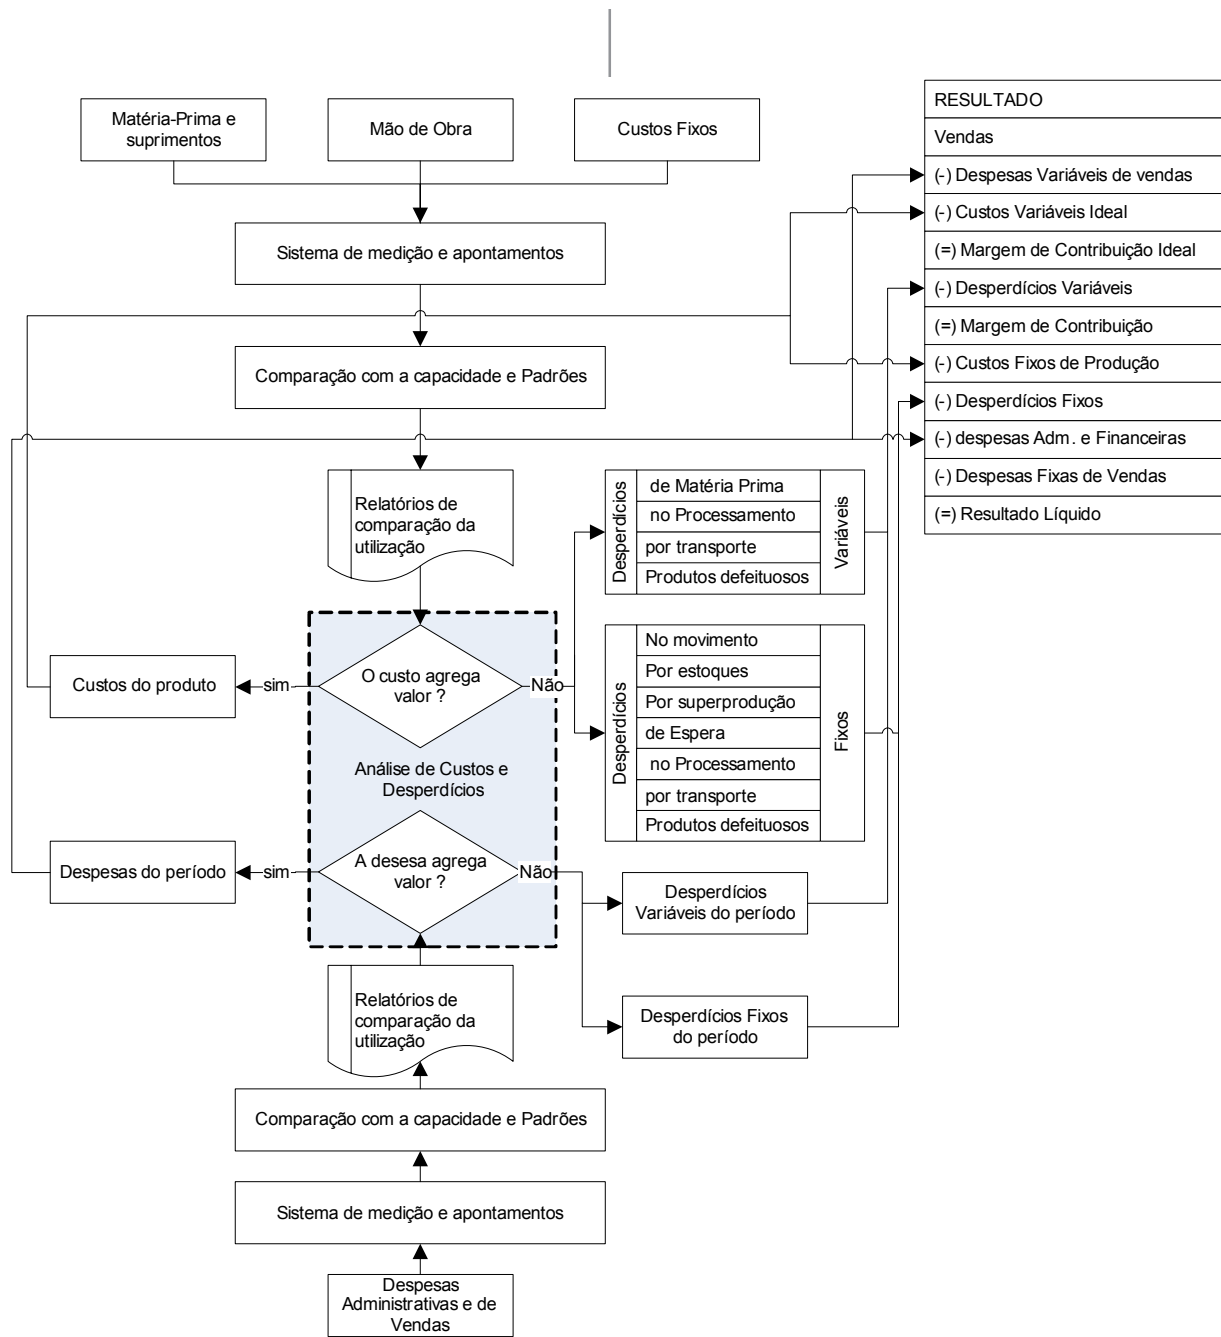 Matéria-Prima e
suprimentos
Mão de Obra
Custos Fixos
Sistema de medição e apontamentos
Comparação com a capacidade e Padrões
Relatórios de
comparação da
utilização
O custo agrega
valor ?
sim
Custos do produto
Não
Análise de Custos e
Desperdícios
A desesa agrega
valor ?
sim
Despesas do período
Não
Relatórios de
comparação da
utilização
Comparação com a capacidade e Padrões
Sistema de medição e apontamentos
Despesas
Administrativas e de
Vendas
Desperdícios
de Matéria Prima
no Processamento
por transporte
Produtos defeituosos
Variáveis
Desperdícios
No movimento
Por estoques
Por superprodução
de Espera
no Processamento
por transporte
Produtos defeituosos
Fixos
Desperdícios
Variáveis do período
Desperdícios Fixos
do período
RESULTADO
Vendas
(-) Despesas Variáveis de vendas
(-) Custos Variáveis Ideal
(=) Margem de Contribuição Ideal
(-) Desperdícios Variáveis
(=) Margem de Contribuição
(-) Custos Fixos de Produção
(-) Desperdícios Fixos
(-) despesas Adm. e Financeiras
(-) Despesas Fixas de Vendas
(=) Resultado Líquido